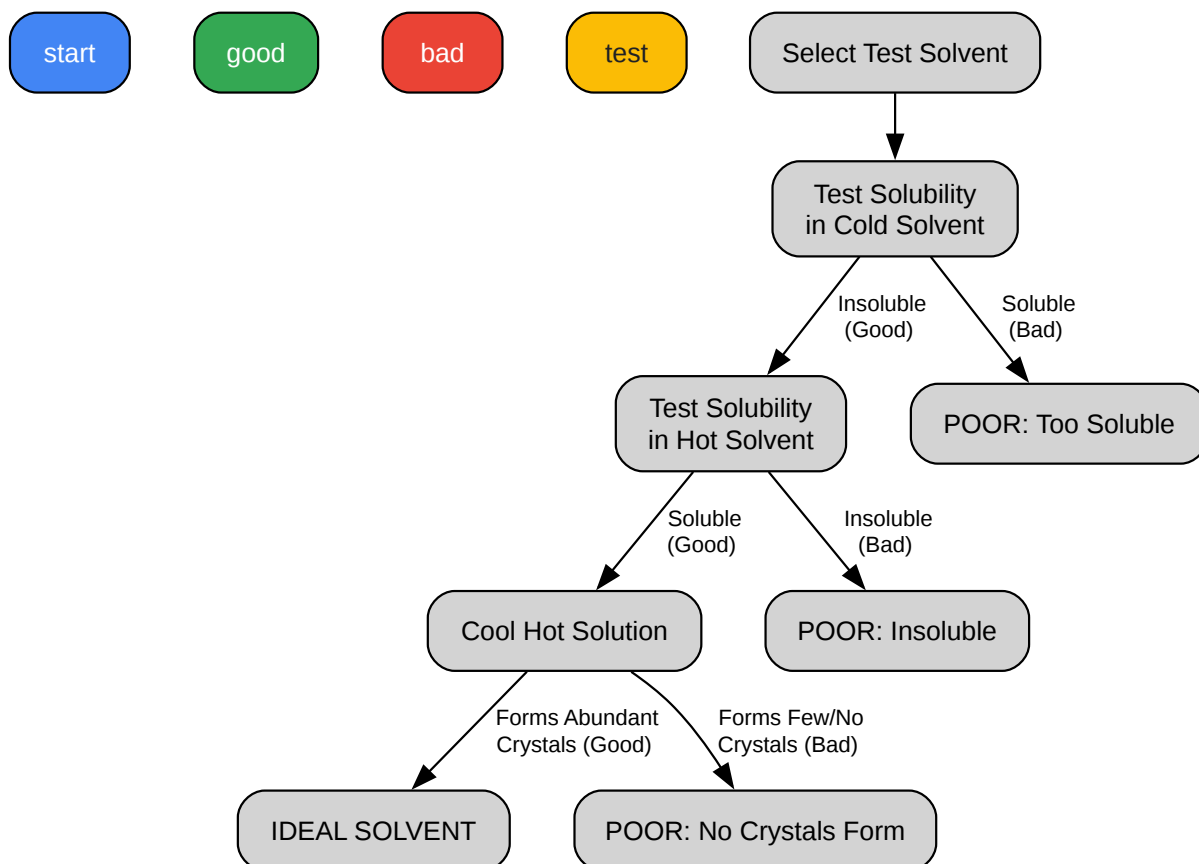 start
good
bad
test
Select Test Solvent
Test Solubility
in Cold Solvent
Insoluble
(Good)
Soluble
(Bad)
Test Solubility
in Hot Solvent
POOR: Too Soluble
Soluble
(Good)
Insoluble
(Bad)
Cool Hot Solution
POOR: Insoluble
Forms Abundant
Crystals (Good)
Forms Few/No
Crystals (Bad)
IDEAL SOLVENT
POOR: No Crystals Form